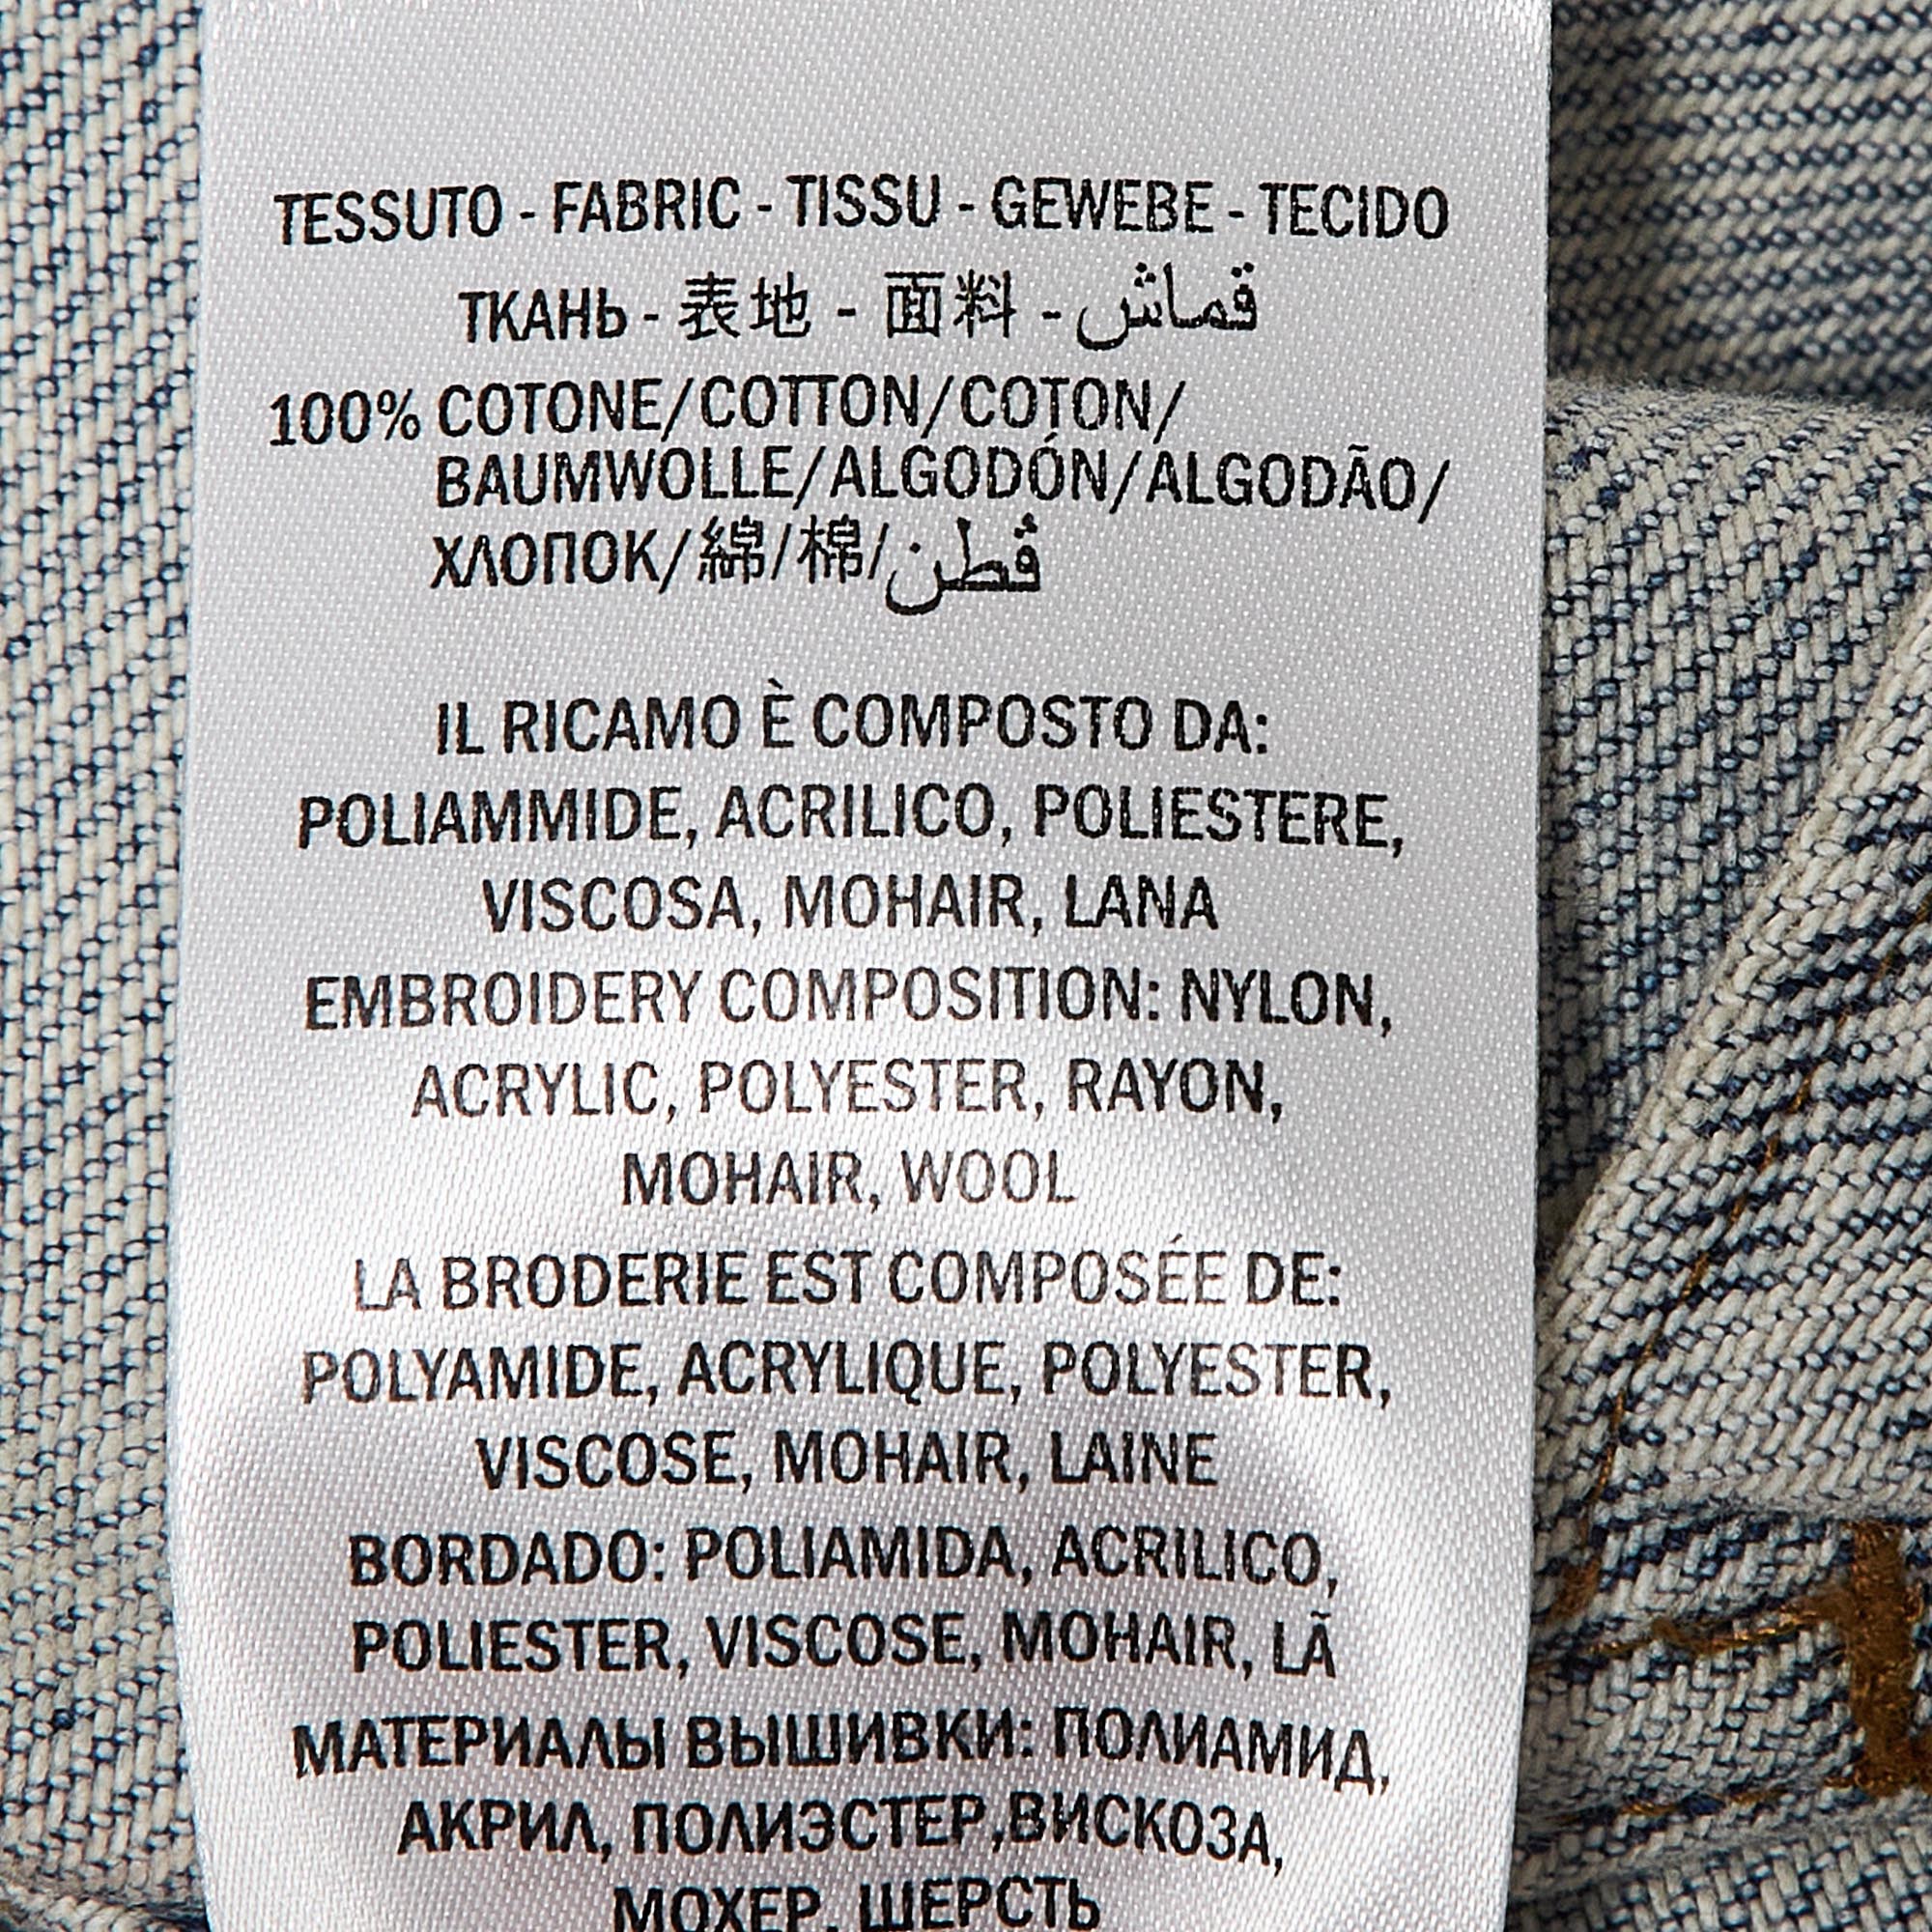 TESSUTO - FABRIC - TISSU - GEWEBE - TECIDO
ТКАНЬ - 表地 - 面料 - قماش
100% COTONE/COTTON/COTON/
BAUMWOLLE/ALGODÓN/ALGODÃO/
ХЛОПОК/綿/棉/قُطن
IL RICAMO È COMPOSTO DA:
POLIAMMIDE, ACRILICO, POLIESTERE,
VISCOSA, MOHAIR, LANA
EMBROIDERY COMPOSITION: NYLON,
ACRYLIC, POLYESTER, RAYON,
MOHAIR, WOOL
LA BRODERIE EST COMPOSÉE DE:
POLYAMIDE, ACRYLIQUE, POLYESTER,
VISCOSE, MOHAIR, LAINE
BORDADO: POLIAMIDA, ACRILICO,
POLIESTER, VISCOSE, MOHAIR, LÃ
МАТЕРИАЛЫ ВЫШИВКИ: ПОЛИАМИД,
АКРИЛ, ПОЛИЭСТЕР,ВИСКОЗА,
МОХЕР, ШЕРСТЬ